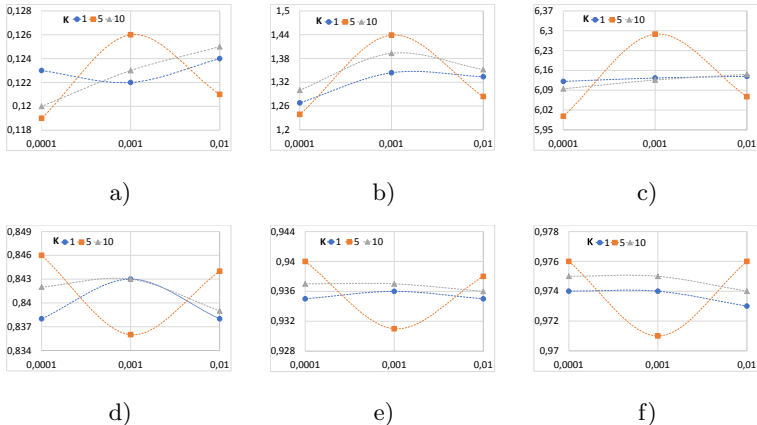 0,128
K 1 5 10
0,126
0,124
0,122
0,12
0,118
0,0001 0,001 0,01
a)
1,5
K 1 5 10
1,44
1,38
1,32
1,26
1,2
0,0001 0,001 0,01
b)
6,37
K 1 5 10
6,3
6,23
6,16
6,09
6,02
5,95
0,0001 0,001 0,01
c)
0,849
K 1 5 10
0,846
0,843
0,84
0,837
0,834
0,0001 0,001 0,01
d)
0,944
K 1 5 10
0,94
0,936
0,932
0,928
0,0001 0,001 0,01
e)
0,978
K 1 5 10
0,976
0,974
0,972
0,97
0,0001 0,001 0,01
f)